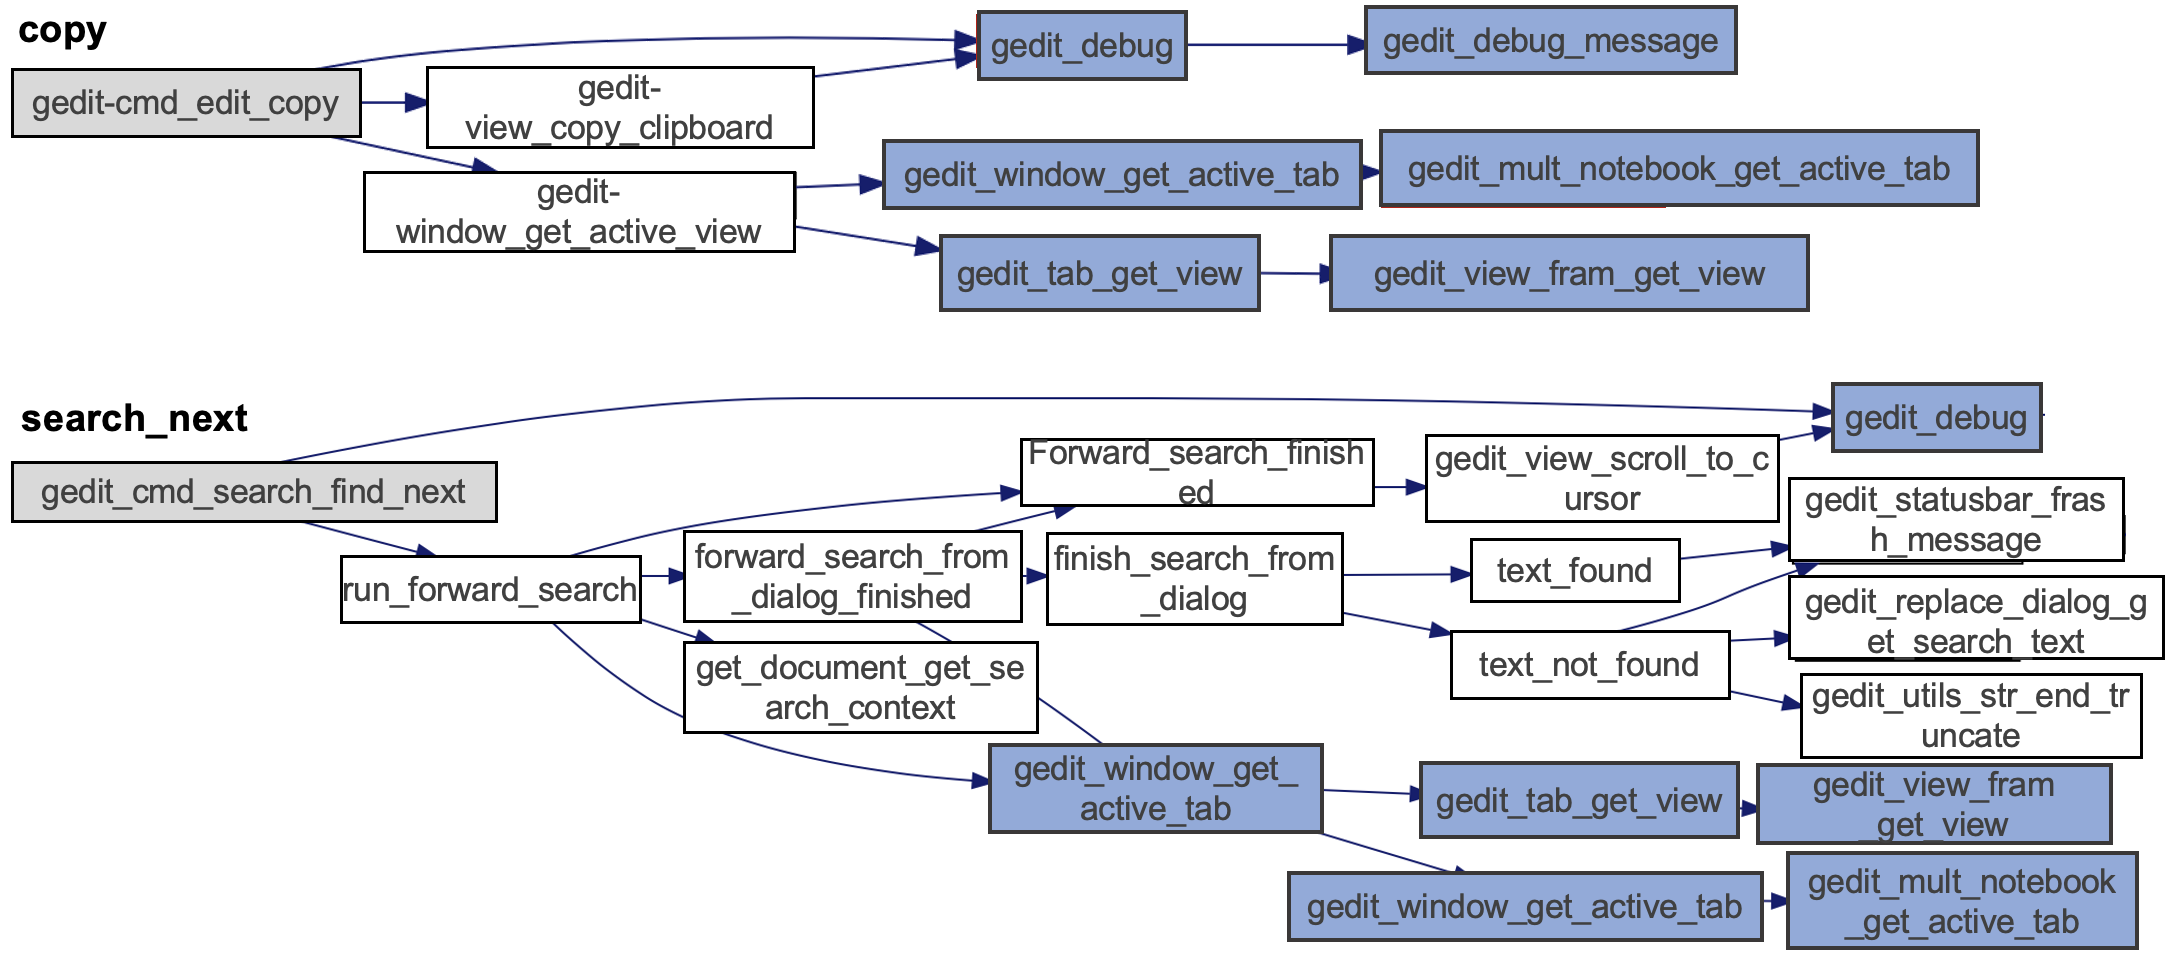 copy
gedit_debug
gedit_debug_message
gedit-cmd_edit_copy
gedit-
view_copy_clipboard
gedit_window_get_active_tab
gedit_mult_notebook_get_active_tab
gedit-
window_get_active_view
gedit_tab_get_view
gedit_view_fram_get_view
search_next
gedit_debug
gedit_cmd_search_find_next
Forward_search_finish
ed
gedit_view_scroll_to_c
ursor
gedit_statusbar_fras
h_message
run_forward_search
forward_search_from
_dialog_finished
finish_search_from
_dialog
text_found
gedit_replace_dialog_g
et_search_text
get_document_get_se
arch_context
text_not_found
gedit_utils_str_end_tr
uncate
gedit_window_get_
active_tab
gedit_tab_get_view
gedit_view_fram
_get_view
gedit_window_get_active_tab
gedit_mult_notebook
_get_active_tab